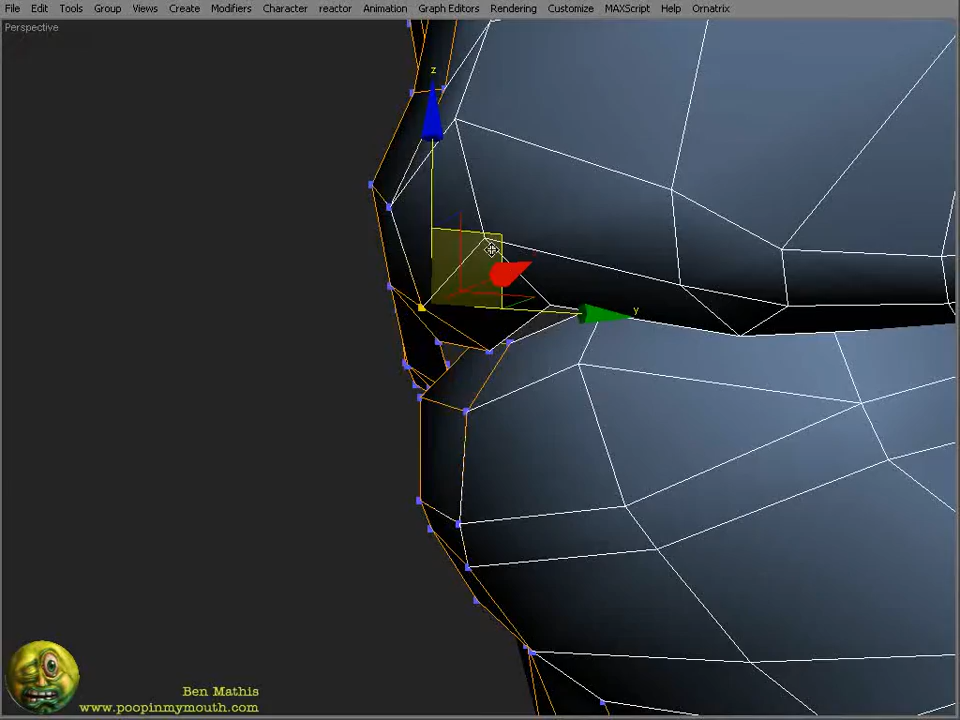 File Edit Tools Group Views Create Modifiers Character reactor Animation Graph Editors Rendering Customize MAXScript Help Ornatrix
Perspective
z
y
Ben Mathis
www.poopinmymouth.com